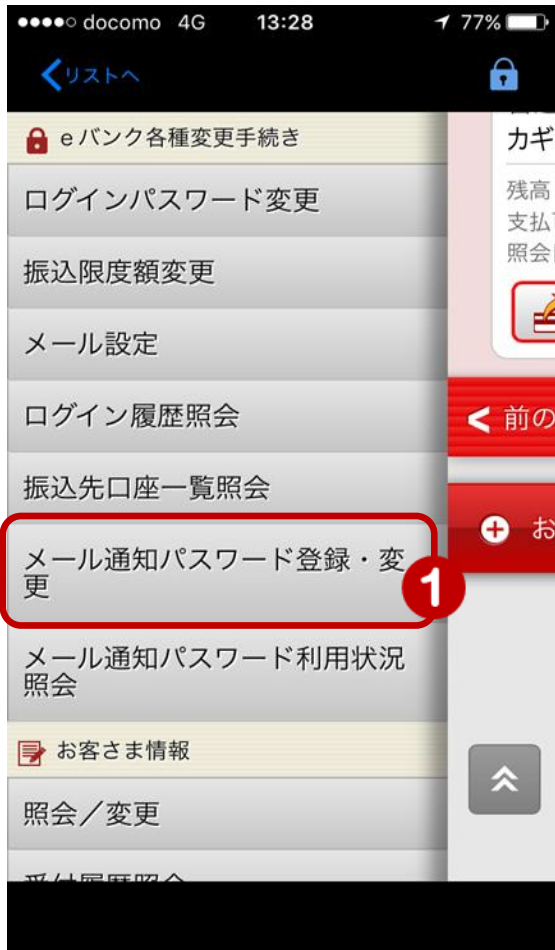 docomo 4G 13:28 77%
リストへ
eバンク各種変更手続き
ログインパスワード変更
振込限度額変更
メール設定
ログイン履歴照会
振込先口座一覧照会
メール通知パスワード登録・変
更
1
メール通知パスワード利用状況
照会
お客さま情報
照会／変更
カギ
残高
支払
照会
前の
お